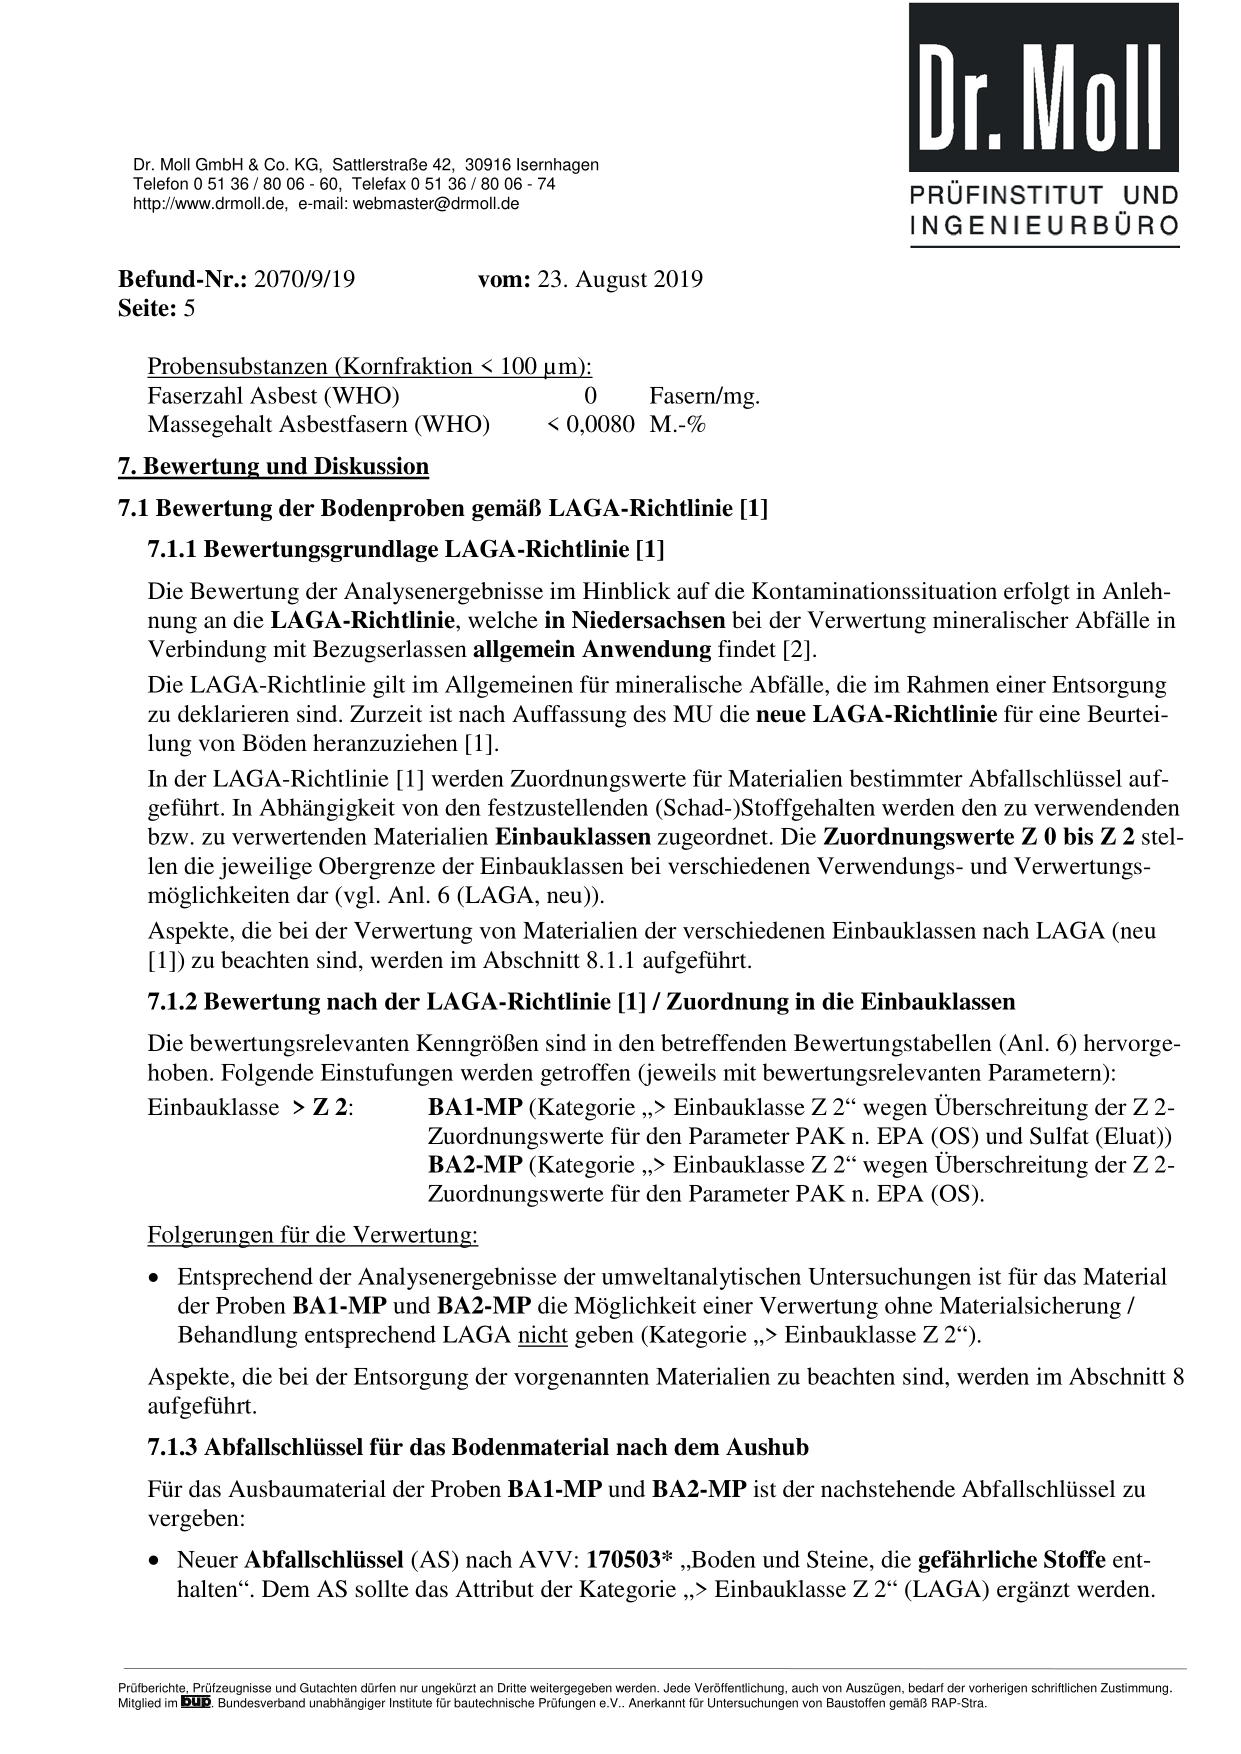 Dr. Moll
PRÜFINSTITUT UND
INGENIEURBÜRO
Dr. Moll GmbH & Co. KG, Sattlerstraße 42, 30916 Isernhagen
Telefon 0 51 36 / 80 06 - 60, Telefax 0 51 36 / 80 06 - 74
http://www.drmoll.de, e-mail: webmaster@drmoll.de
Befund-Nr.: 2070/9/19 vom: 23. August 2019
Seite: 5
Probensubstanzen (Kornfraktion < 100 µm):
Faserzahl Asbest (WHO) 0 Fasern/mg.
Massegehalt Asbestfasern (WHO) < 0,0080 M.-%
7. Bewertung und Diskussion
7.1 Bewertung der Bodenproben gemäß LAGA-Richtlinie [1]
7.1.1 Bewertungsgrundlage LAGA-Richtlinie [1]
Die Bewertung der Analysenergebnisse im Hinblick auf die Kontaminationssituation erfolgt in Anleh-
nung an die LAGA-Richtlinie, welche in Niedersachsen bei der Verwertung mineralischer Abfälle in
Verbindung mit Bezugserlassen allgemein Anwendung findet [2].
Die LAGA-Richtlinie gilt im Allgemeinen für mineralische Abfälle, die im Rahmen einer Entsorgung
zu deklarieren sind. Zurzeit ist nach Auffassung des MU die neue LAGA-Richtlinie für eine Beurtei-
lung von Böden heranzuziehen [1].
In der LAGA-Richtlinie [1] werden Zuordnungswerte für Materialien bestimmter Abfallschlüssel auf-
geführt. In Abhängigkeit von den festzustellenden (Schad-)Stoffgehalten werden den zu verwendenden
bzw. zu verwertenden Materialien Einbauklassen zugeordnet. Die Zuordnungswerte Z 0 bis Z 2 stel-
len die jeweilige Obergrenze der Einbauklassen bei verschiedenen Verwendungs- und Verwertungs-
möglichkeiten dar (vgl. Anl. 6 (LAGA, neu)).
Aspekte, die bei der Verwertung von Materialien der verschiedenen Einbauklassen nach LAGA (neu
[1]) zu beachten sind, werden im Abschnitt 8.1.1 aufgeführt.
7.1.2 Bewertung nach der LAGA-Richtlinie [1] / Zuordnung in die Einbauklassen
Die bewertungsrelevanten Kenngrößen sind in den betreffenden Bewertungstabellen (Anl. 6) hervorge-
hoben. Folgende Einstufungen werden getroffen (jeweils mit bewertungsrelevanten Parametern):
Einbauklasse > Z 2: BA1-MP (Kategorie „> Einbauklasse Z 2“ wegen Überschreitung der Z 2-
Zuordnungswerte für den Parameter PAK n. EPA (OS) und Sulfat (Eluat))
BA2-MP (Kategorie „> Einbauklasse Z 2“ wegen Überschreitung der Z 2-
Zuordnungswerte für den Parameter PAK n. EPA (OS).
Folgerungen für die Verwertung:
• Entsprechend der Analysenergebnisse der umweltanalytischen Untersuchungen ist für das Material
der Proben BA1-MP und BA2-MP die Möglichkeit einer Verwertung ohne Materialsicherung /
Behandlung entsprechend LAGA nicht geben (Kategorie „> Einbauklasse Z 2“).
Aspekte, die bei der Entsorgung der vorgenannten Materialien zu beachten sind, werden im Abschnitt 8
aufgeführt.
7.1.3 Abfallschlüssel für das Bodenmaterial nach dem Aushub
Für das Ausbaumaterial der Proben BA1-MP und BA2-MP ist der nachstehende Abfallschlüssel zu
vergeben:
• Neuer Abfallschlüssel (AS) nach AVV: 170503* „Boden und Steine, die gefährliche Stoffe ent-
halten“. Dem AS sollte das Attribut der Kategorie „> Einbauklasse Z 2“ (LAGA) ergänzt werden.
Prüfberichte, Prüfzeugnisse und Gutachten dürfen nur ungekürzt an Dritte weitergegeben werden. Jede Veröffentlichung, auch von Auszügen, bedarf der vorherigen schriftlichen Zustimmung.
Mitglied im bup. Bundesverband unabhängiger Institute für bautechnische Prüfungen e.V.. Anerkannt für Untersuchungen von Baustoffen gemäß RAP-Stra.